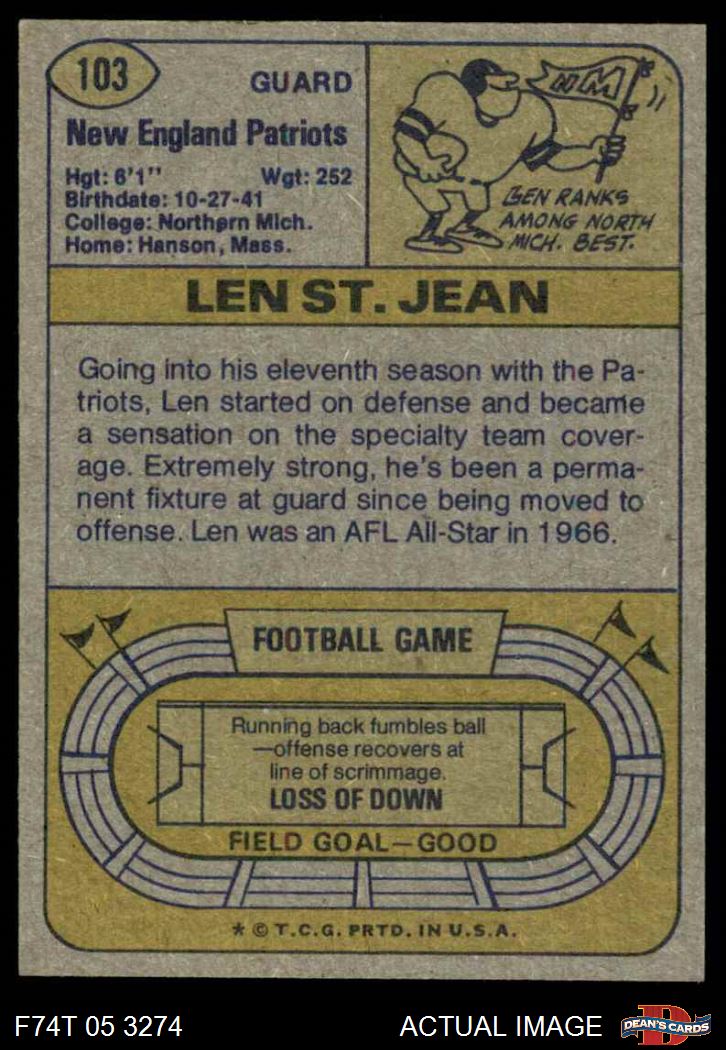 103
GUARD
New England Patriots
Hgt: 6'1" Wgt: 252
Birthdate: 10-27-41
College: Northern Mich.
Home: Hanson, Mass.
NM
LEN RANKS
AMONG NORTH
MICH. BEST.
LEN ST. JEAN
Going into his eleventh season with the Pa-
triots, Len started on defense and became
a sensation on the specialty team cover-
age. Extremely strong, he's been a perma-
nent fixture at guard since being moved to
offense. Len was an AFL All-Star in 1966.
FOOTBALL GAME
Running back fumbles ball
—offense recovers at
line of scrimmage.
LOSS OF DOWN
FIELD GOAL—GOOD
* © T.C.G. PRTD. IN U.S.A.
F74T 05 3274
ACTUAL IMAGE
D
DEAN'S CARDS